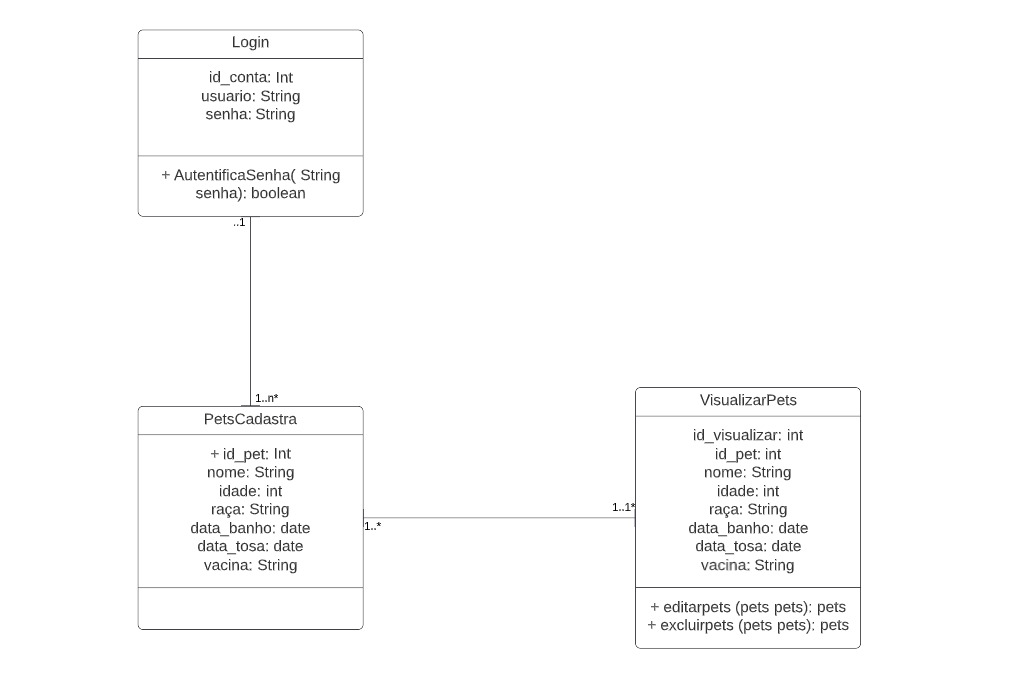 Login
id_conta: Int
usuario: String
senha: String
+ AutentificaSenha( String
senha): boolean
..1
1..n*
PetsCadastra
+ id_pet: Int
nome: String
idade: int
raça: String
data_banho: date
data_tosa: date
vacina: String
1..*
1..1*
VisualizarPets
id_visualizar: int
id_pet: int
nome: String
idade: int
raça: String
data_banho: date
data_tosa: date
vacina: String
+ editarpets (pets pets): pets
+ excluirpets (pets pets): pets